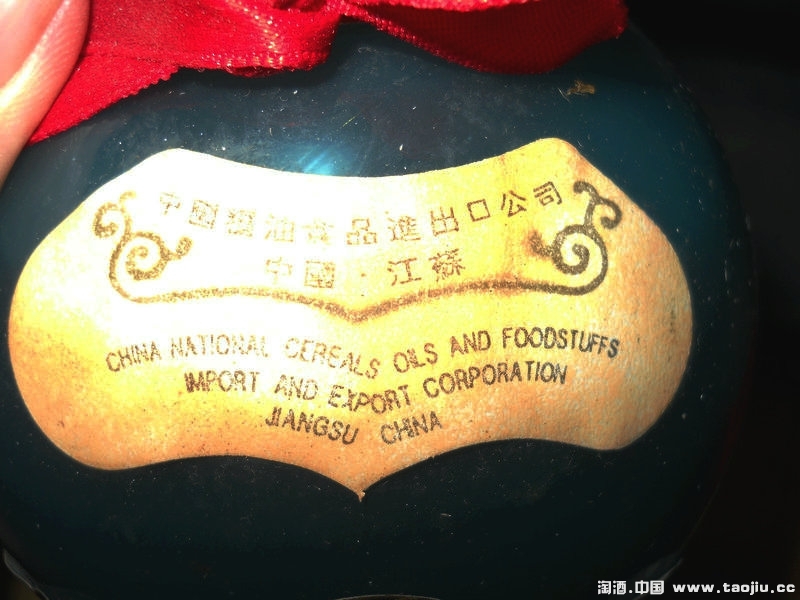 中國糧油食品進出口公司
中國·江蘇
CHINA NATIONAL CEREALS OILS AND FOODSTUFFS
IMPORT AND EXPORT CORPORATION
JIANGSU CHINA
淘酒.中国 www.taojiu.cc